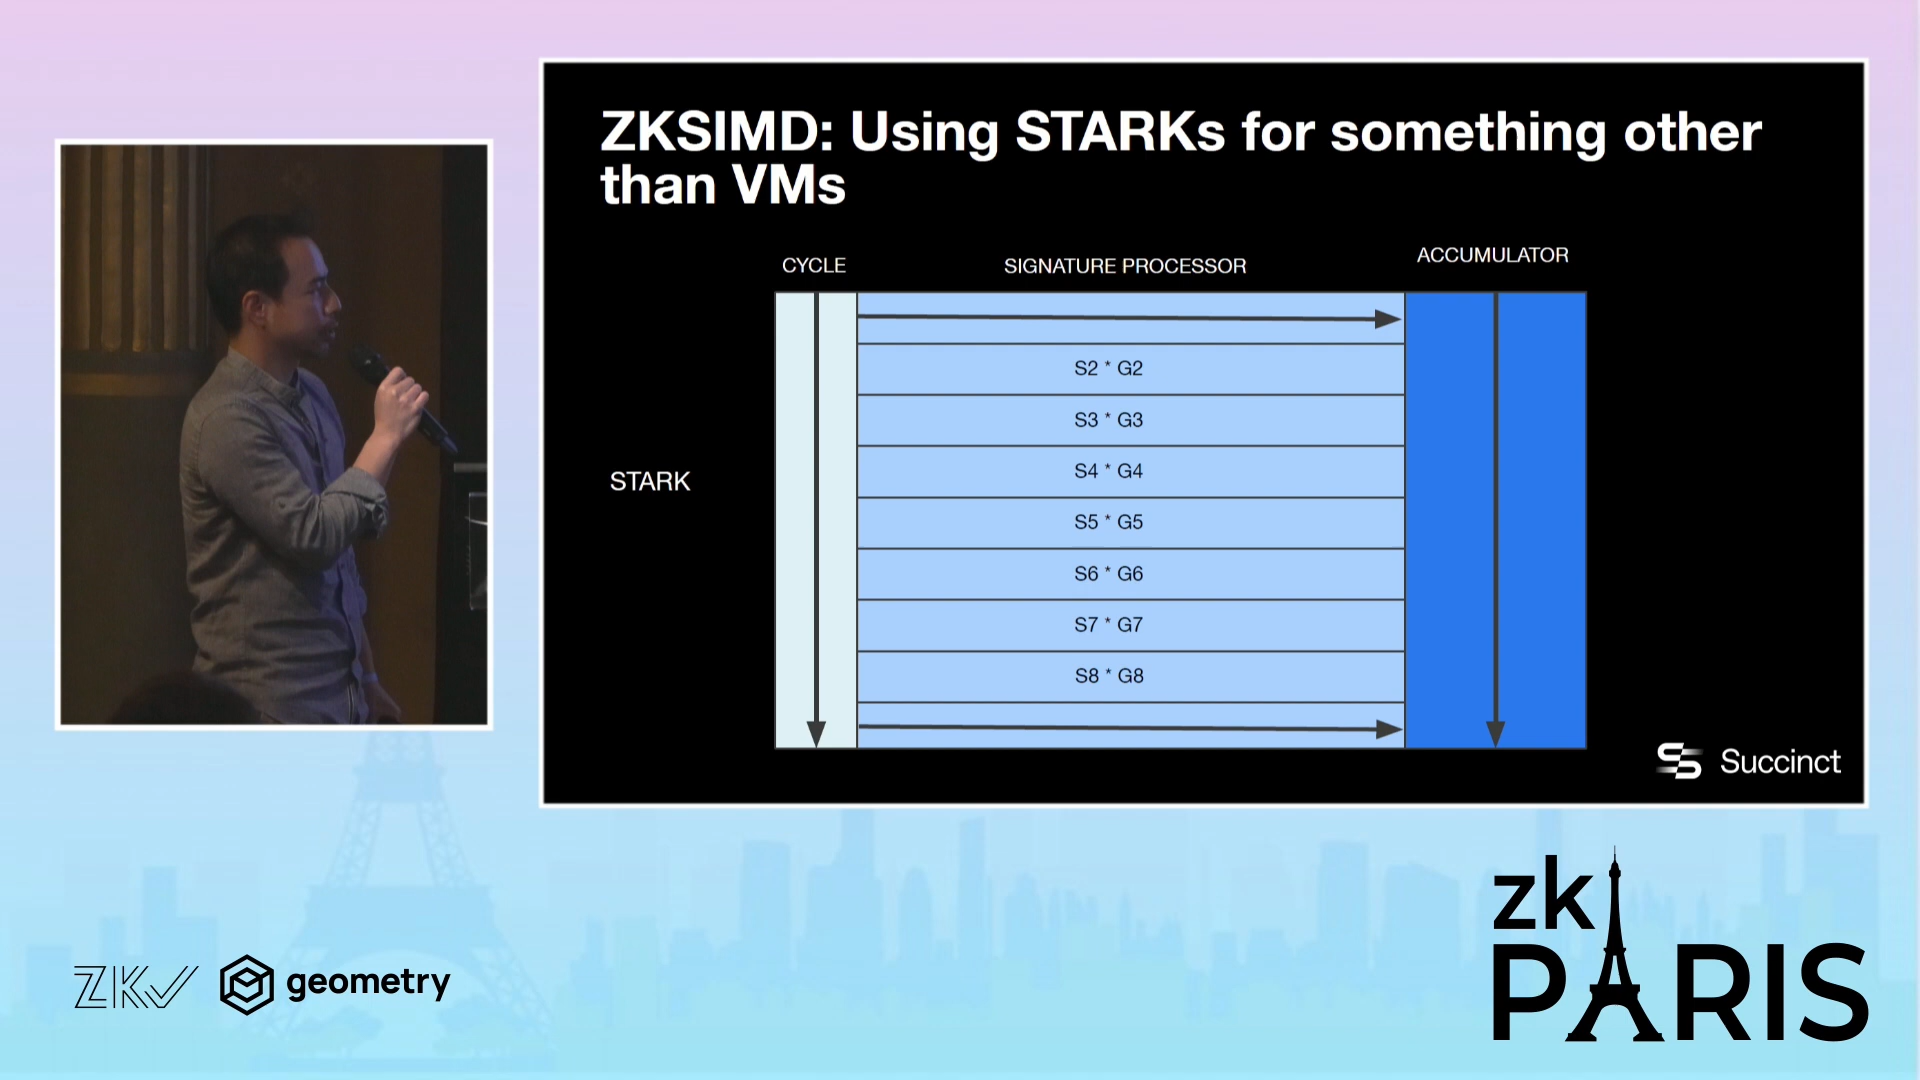 ZKSIMD: Using STARKs for something other
than VMs
CYCLE
SIGNATURE PROCESSOR
ACCUMULATOR
STARK
S2 * G2
S3 * G3
S4 * G4
S5 * G5
S6 * G6
S7 * G7
S8 * G8
Succinct
ZK
geometry
zk
PARIS